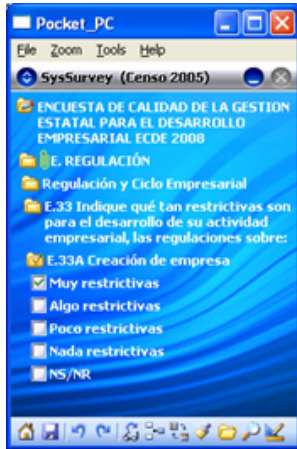 Pocket_PC
File Zoom Tools Help
SysSurvey (Censo 2005)
ENCUESTA DE CALIDAD DE LA GESTION
ESTATAL PARA EL DESARROLLO
EMPRESARIAL ECDE 2008
E. REGULACIÓN
Regulación y Ciclo Empresarial
E.33 Indique qué tan restrictivas son
para el desarrollo de su actividad
empresarial, las regulaciones sobre:
E.33A Creación de empresa
Muy restrictivas
Algo restrictivas
Poco restrictivas
Nada restrictivas
NS/NR